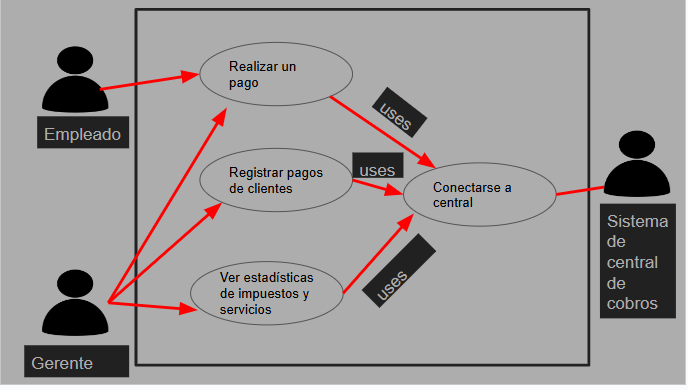 Realizar un
pago
uses
Empleado
Registrar pagos
de clientes
uses
Conectarse a
central
Sistema
de
central
de
cobros
Ver estadísticas
de impuestos y
servicios
uses
Gerente